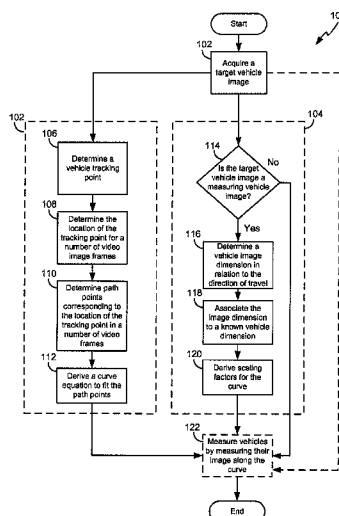 Start
10
102
Acquire a
target vehicle
image
102
104
106
Determine a
vehicle tracking
point
108
Determine the
location of the
tracking point for a
number of video
image frames
110
Determine path
points
corresponding to
the location of the
tracking point in a
number of video
frames
112
Derive a curve
equation to fit the
path points
114
Is the target
vehicle image a
measuring vehicle
image?
No
Yes
116
Determine a
vehicle image
dimension in
relation to the
direction of travel
118
Associate the
image dimension
to a known vehicle
dimension
120
Derive scaling
factors for the
curve
122
Measure vehicles
by measuring their
image along the
curve
End